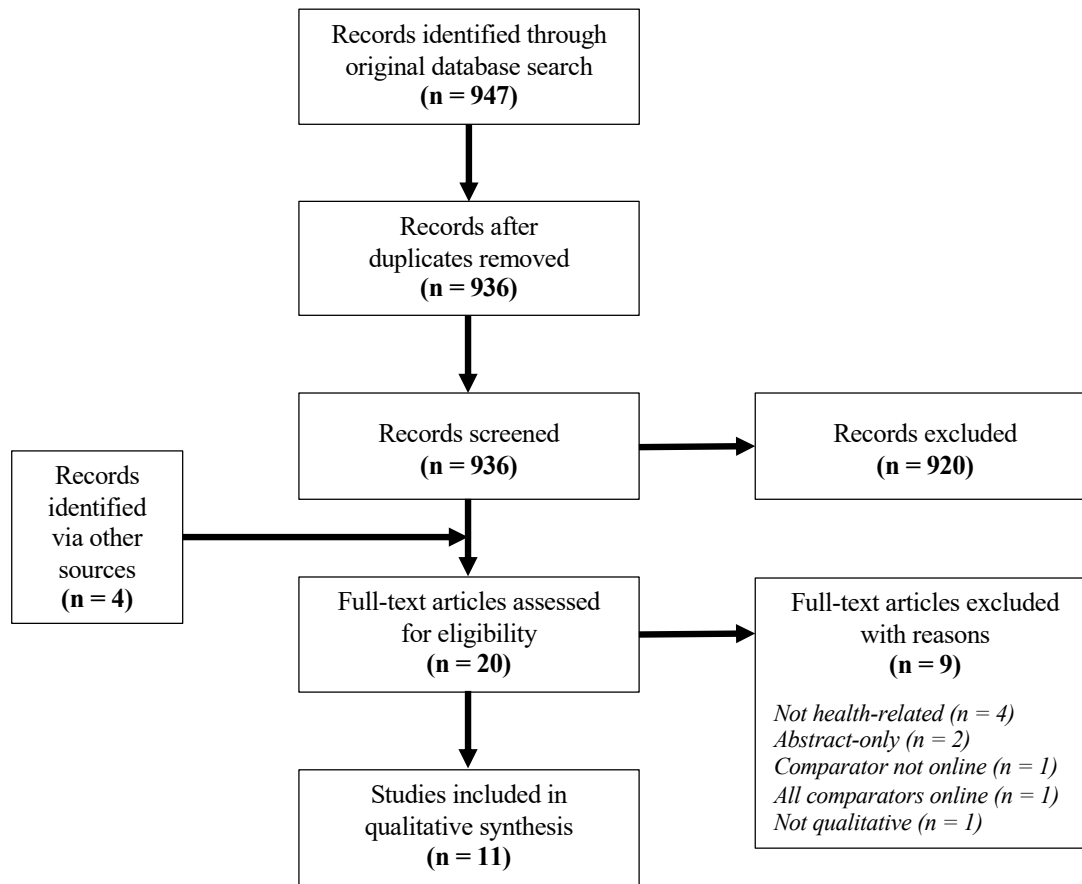 Records identified through
original database search
(n = 947)
Records after
duplicates removed
(n = 936)
Records screened
(n = 936)
Records excluded
(n = 920)
Records
identified
via other
sources
(n = 4)
Full-text articles assessed
for eligibility
(n = 20)
Full-text articles excluded
with reasons
(n = 9)
Not health-related (n = 4)
Abstract-only (n = 2)
Comparator not online (n = 1)
All comparators online (n = 1)
Not qualitative (n = 1)
Studies included in
qualitative synthesis
(n = 11)